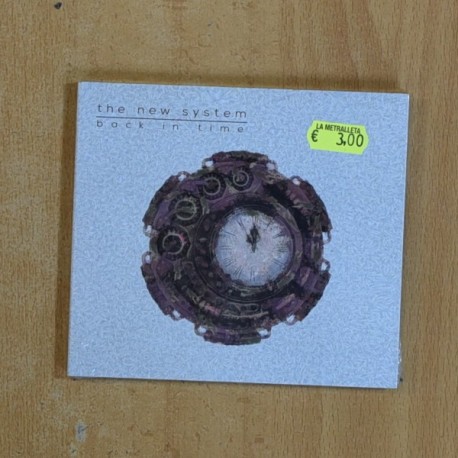 the new system
back in time
LA METRALLETA
€ 3,00